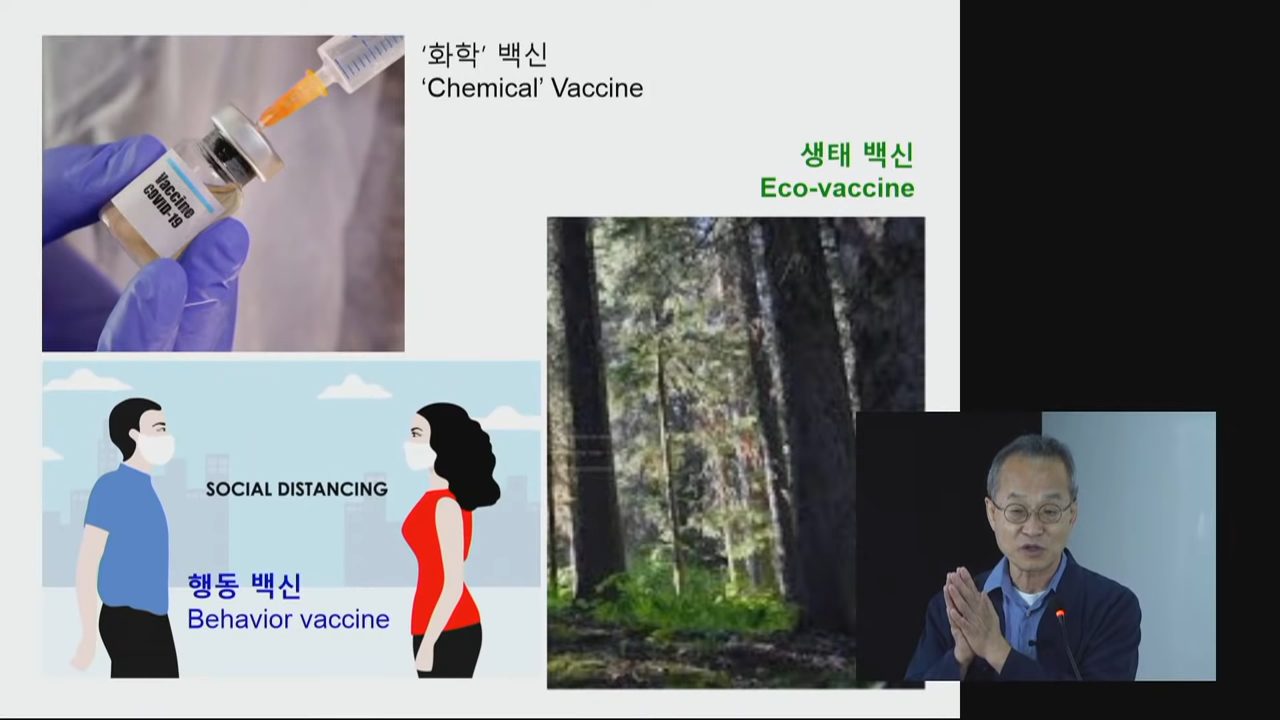 ‘화학’ 백신
‘Chemical’ Vaccine
생태 백신
Eco-vaccine
Vaccine
COVID-19
SOCIAL DISTANCING
행동 백신
Behavior vaccine